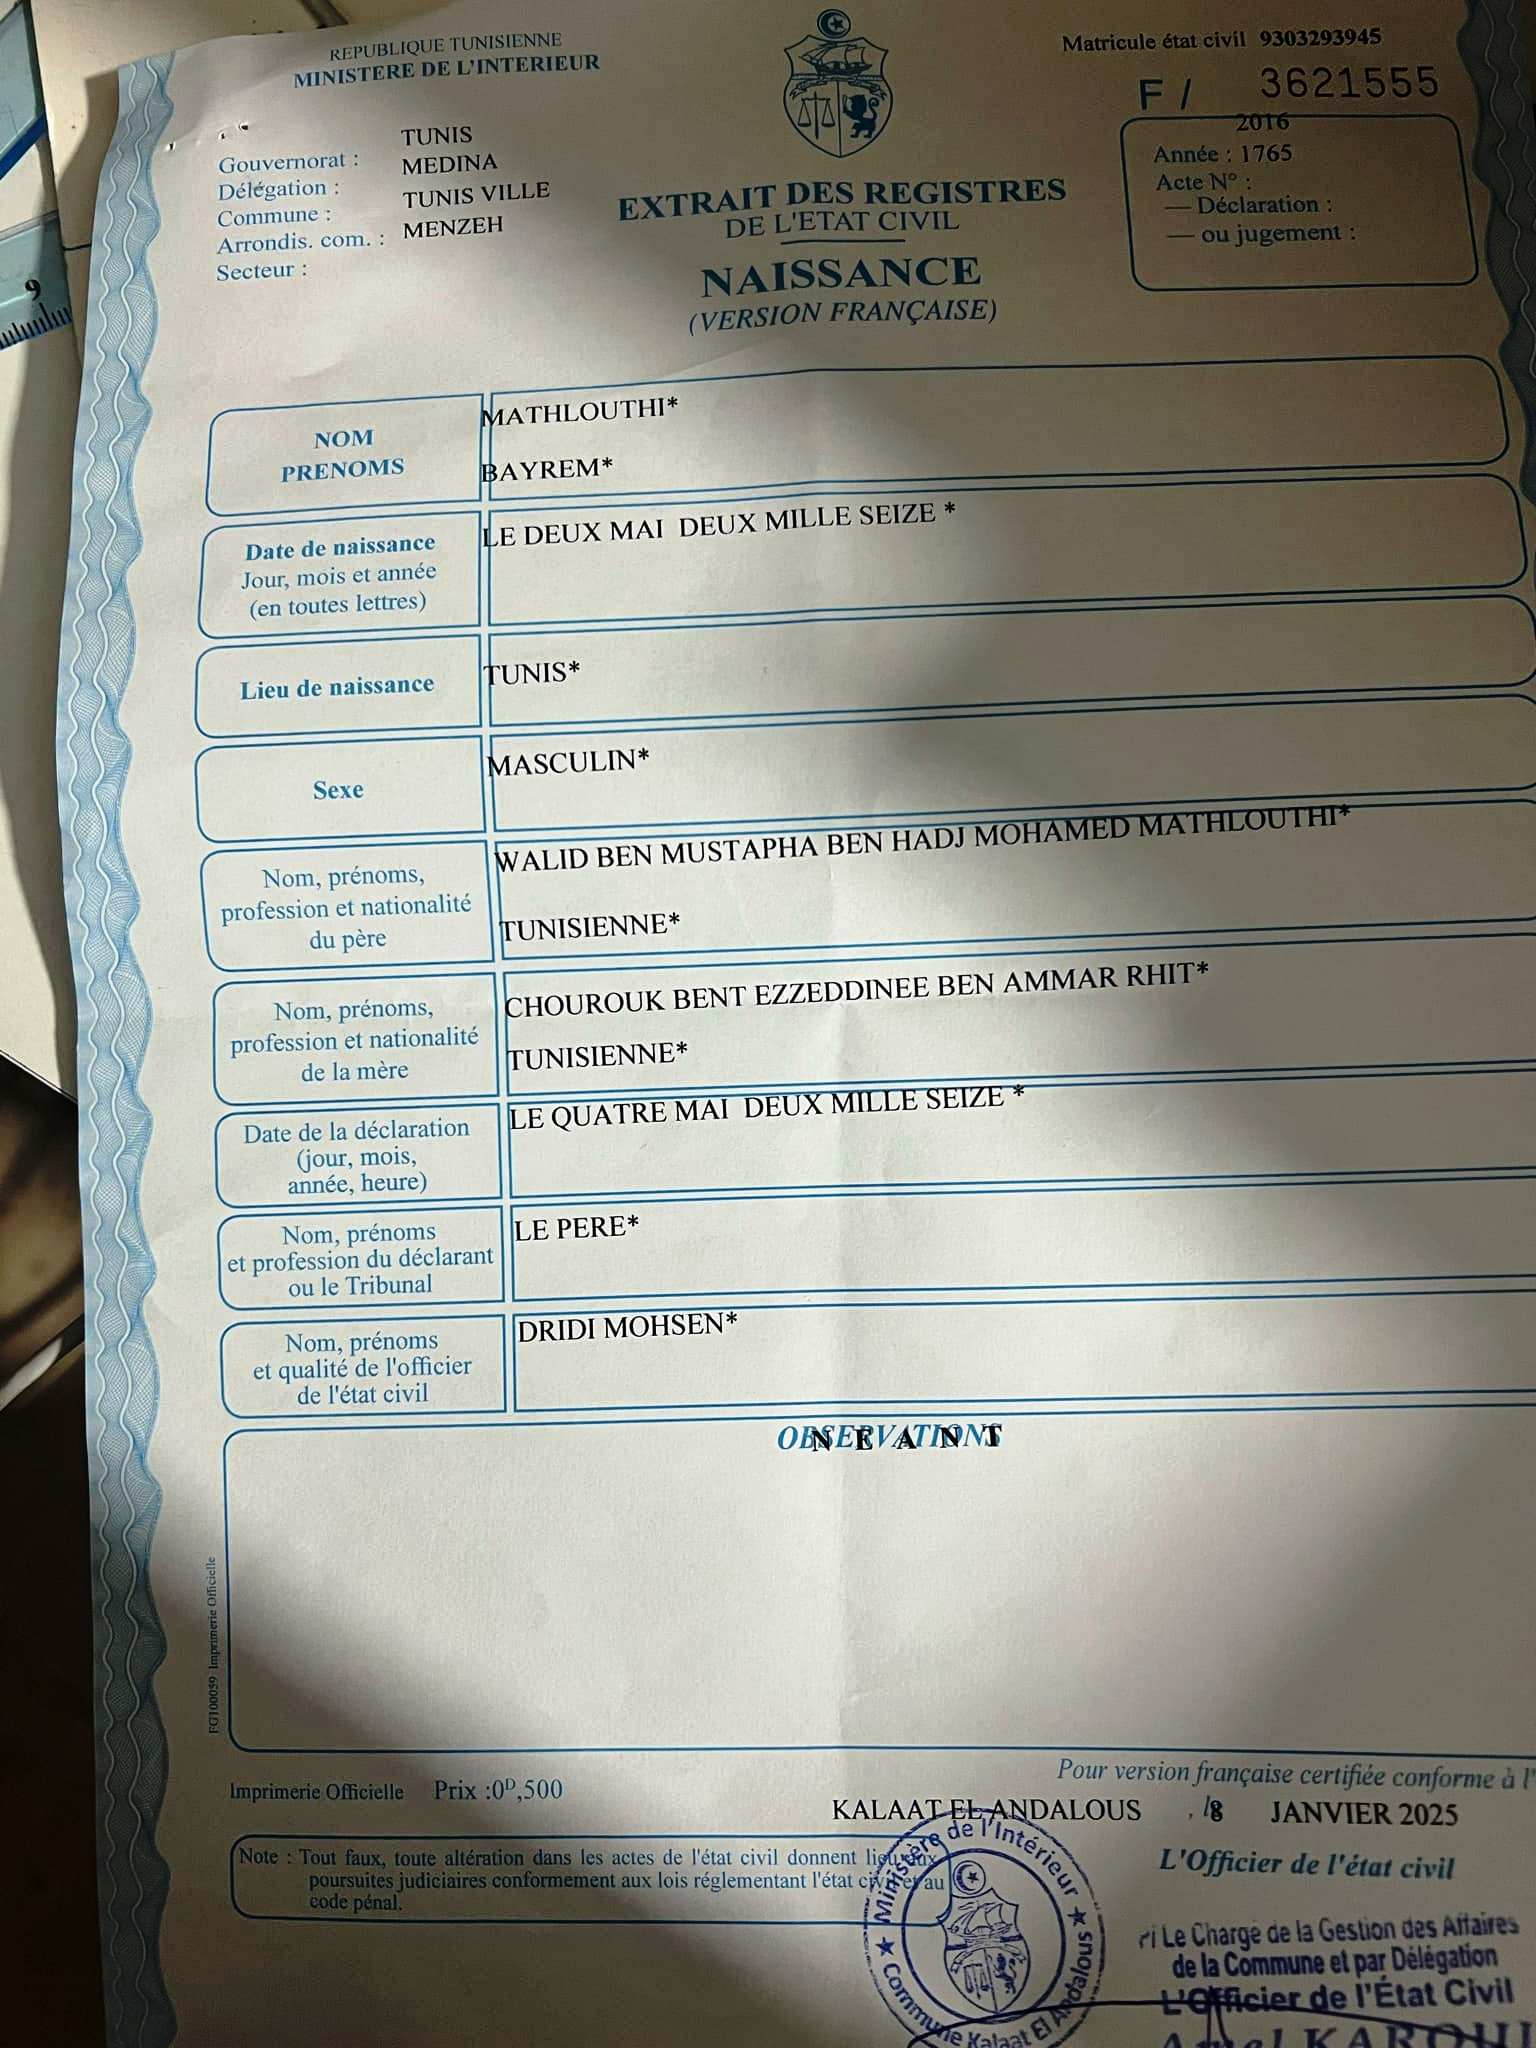 REPUBLIQUE TUNISIENNE
MINISTERE DE L'INTERIEUR
Matricule état civil 9303293945
F / 3621555
TUNIS
Gouvernorat :
MEDINA
Délégation :
TUNIS VILLE
Commune :
MENZEH
Arrondis. com. :
Secteur :
EXTRAIT DES REGISTRES
DE L'ETAT CIVIL
NAISSANCE
(VERSION FRANÇAISE)
2016
Année : 1765
Acte N° :
— Déclaration :
— ou jugement :
NOM
PRENOMS
MATHLOUTHI*
BAYREM*
Date de naissance
Jour, mois et année
(en toutes lettres)
LE DEUX MAI DEUX MILLE SEIZE *
Lieu de naissance
TUNIS*
Sexe
MASCULIN*
Nom, prénoms,
profession et nationalité
du père
WALID BEN MUSTAPHA BEN HADJ MOHAMED MATHLOUTHI*
TUNISIENNE*
Nom, prénoms,
profession et nationalité
de la mère
CHOUROUK BENT EZZEDDINEE BEN AMMAR RHIT*
TUNISIENNE*
Date de la déclaration
(jour, mois,
année, heure)
LE QUATRE MAI DEUX MILLE SEIZE *
Nom, prénoms
et profession du déclarant
ou le Tribunal
LE PERE*
Nom, prénoms
et qualité de l'officier
de l'état civil
DRIDI MOHSEN*
OBSERVATIONS
N E A N T
FG100059 Imprimerie Officielle
Imprimerie Officielle Prix :0D,500
Pour version française certifiée conforme à l'
KALAAT EL ANDALOUS , le 8 JANVIER 2025
L'Officier de l'état civil
Note : Tout faux, toute altération dans les actes de l'état civil donnent lieu aux
poursuites judiciaires conformement aux lois réglementant l'état civil et au
code pénal.
Ministère de l'Intérieur
Commune Kalaat El Andalous
Le Chargé de la Gestion des Affaires
de la Commune et par Délégation
L'Officier de l'État Civil